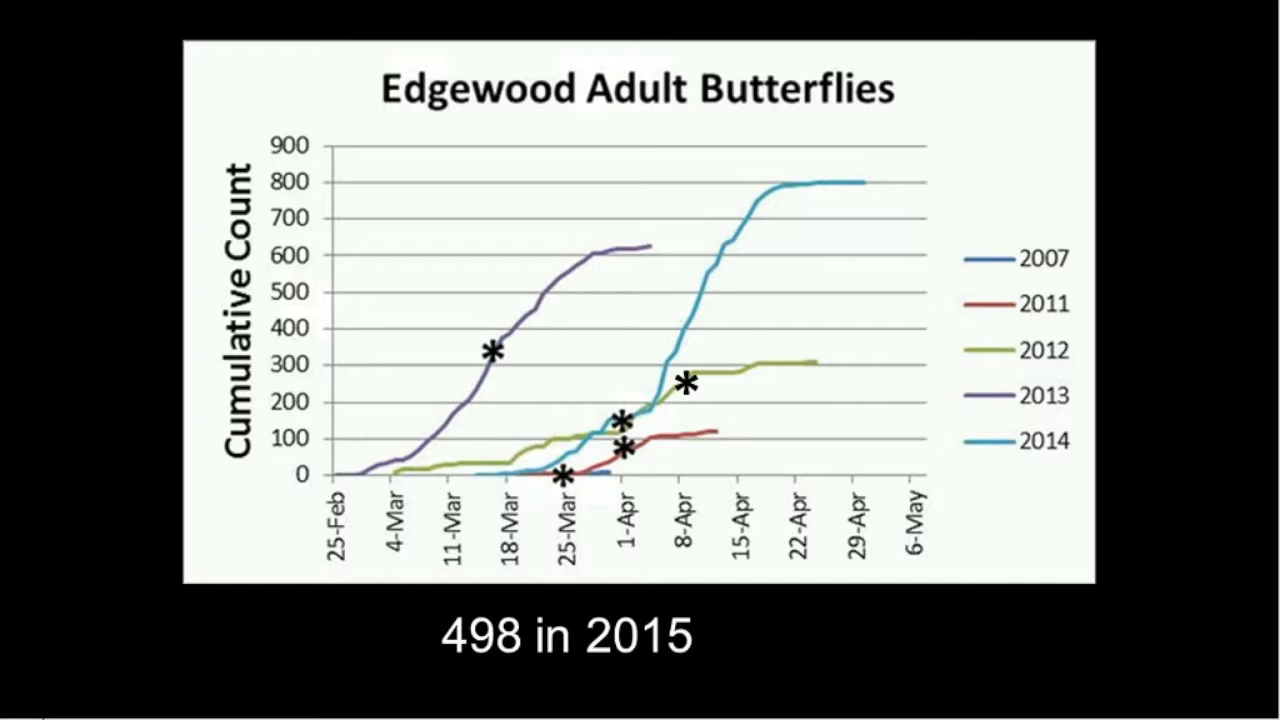 Edgewood Adult Butterflies
Cumulative Count
900
800
700
600
500
400
300
200
100
0
25-Feb
4-Mar
11-Mar
18-Mar
25-Mar
1-Apr
8-Apr
15-Apr
22-Apr
29-Apr
6-May
2007
2011
2012
2013
2014
498 in 2015